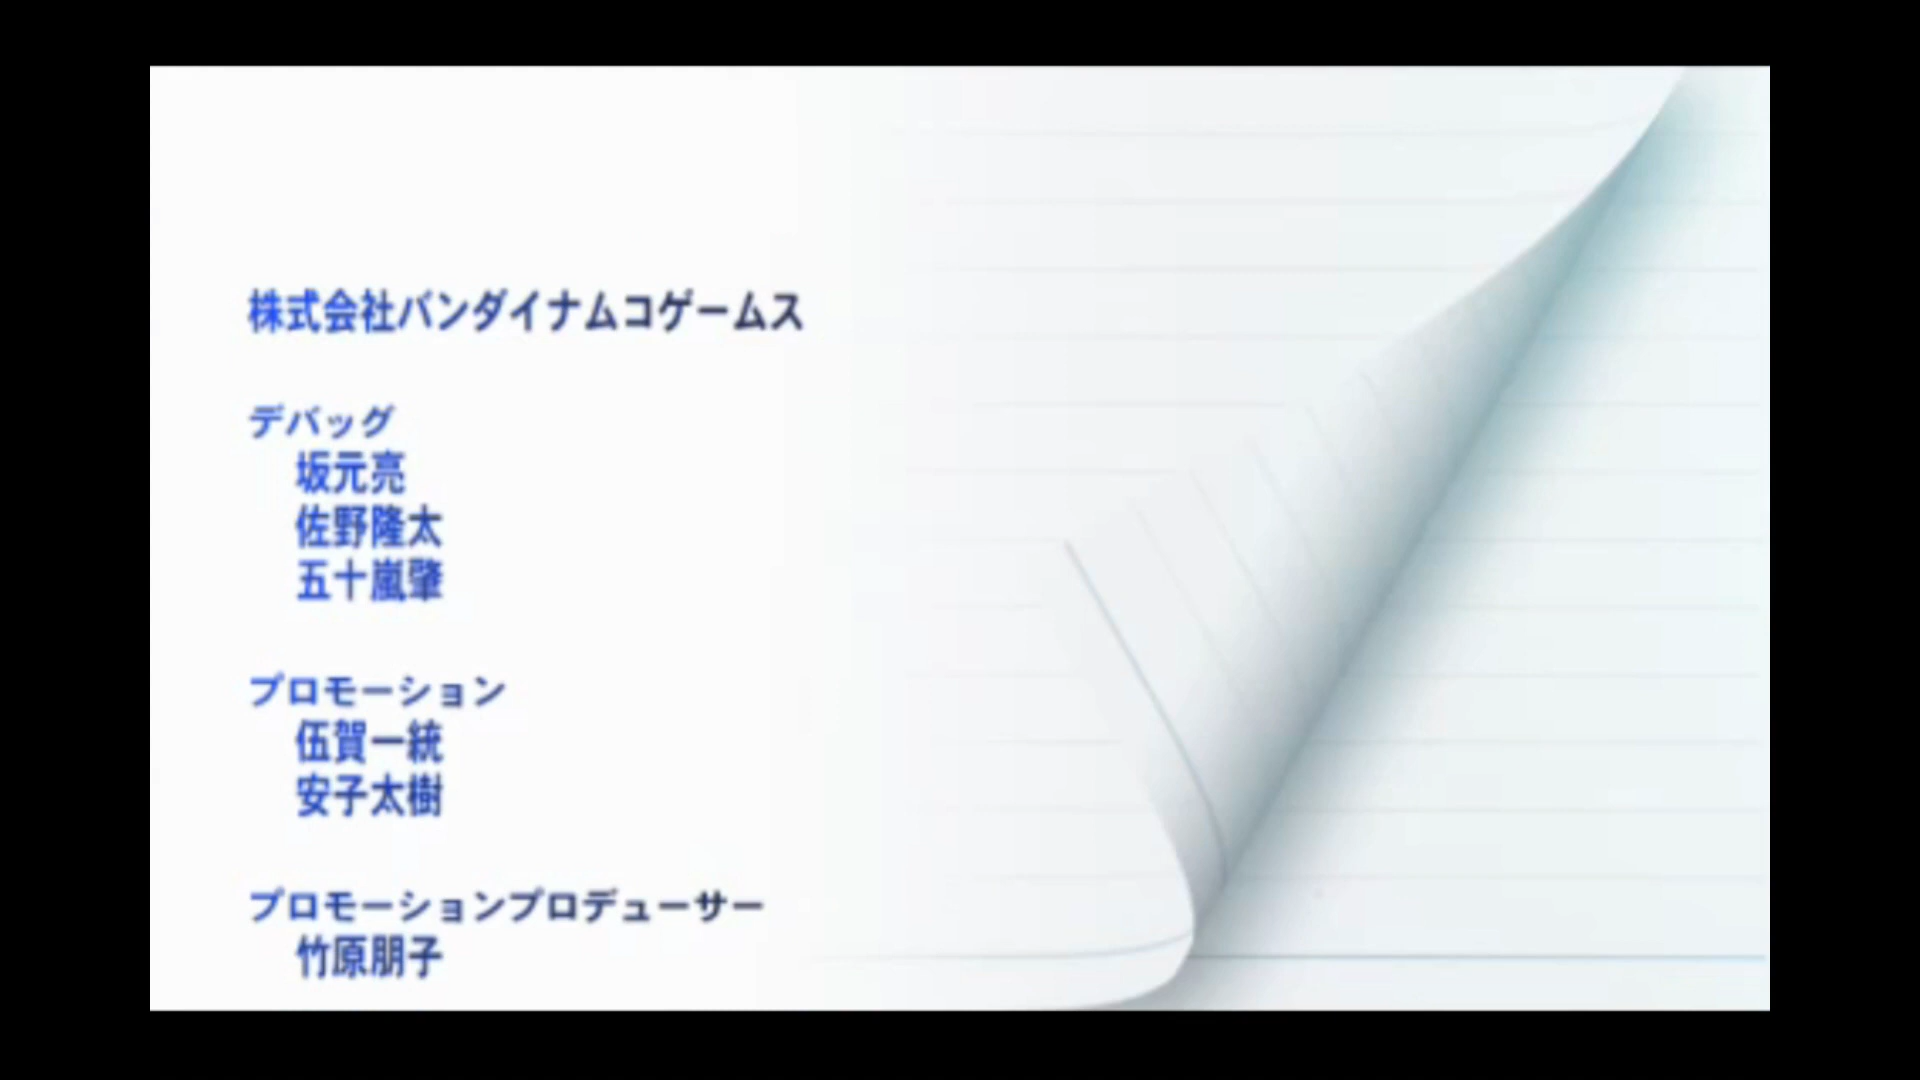 株式会社バンダイナムコゲームス
デバッグ
坂元亮
佐野隆太
五十嵐肇
プロモーション
伍賀一統
安子太樹
プロモーションプロデューサー
竹原朋子